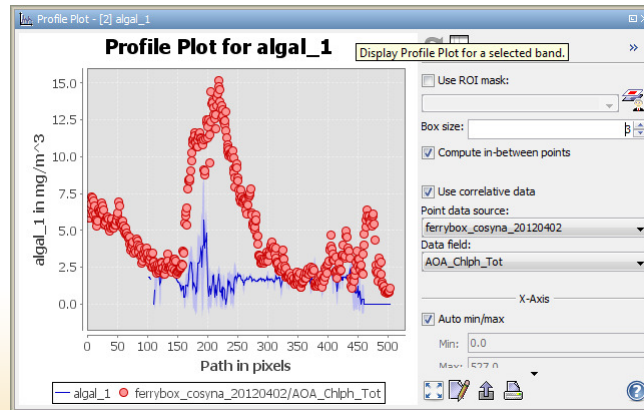 Profile Plot - [2] algal_1
Profile Plot for algal_1
Display Profile Plot for a selected band.
»
15.0
12.5
10.0
7.5
5.0
2.5
0.0
algal_1 in mg/m^3
0 50 100 150 200 250 300 350 400 450 500
Path in pixels
algal_1 ferrybox_cosyna_20120402/AOA_Chlph_Tot
Use ROI mask:
Box size: 3
Compute in-between points
Use correlative data
Point data source:
ferrybox_cosyna_20120402
Data field:
AOA_Chlph_Tot
X-Axis
Auto min/max
Min: 0.0
Max: 527.0
?